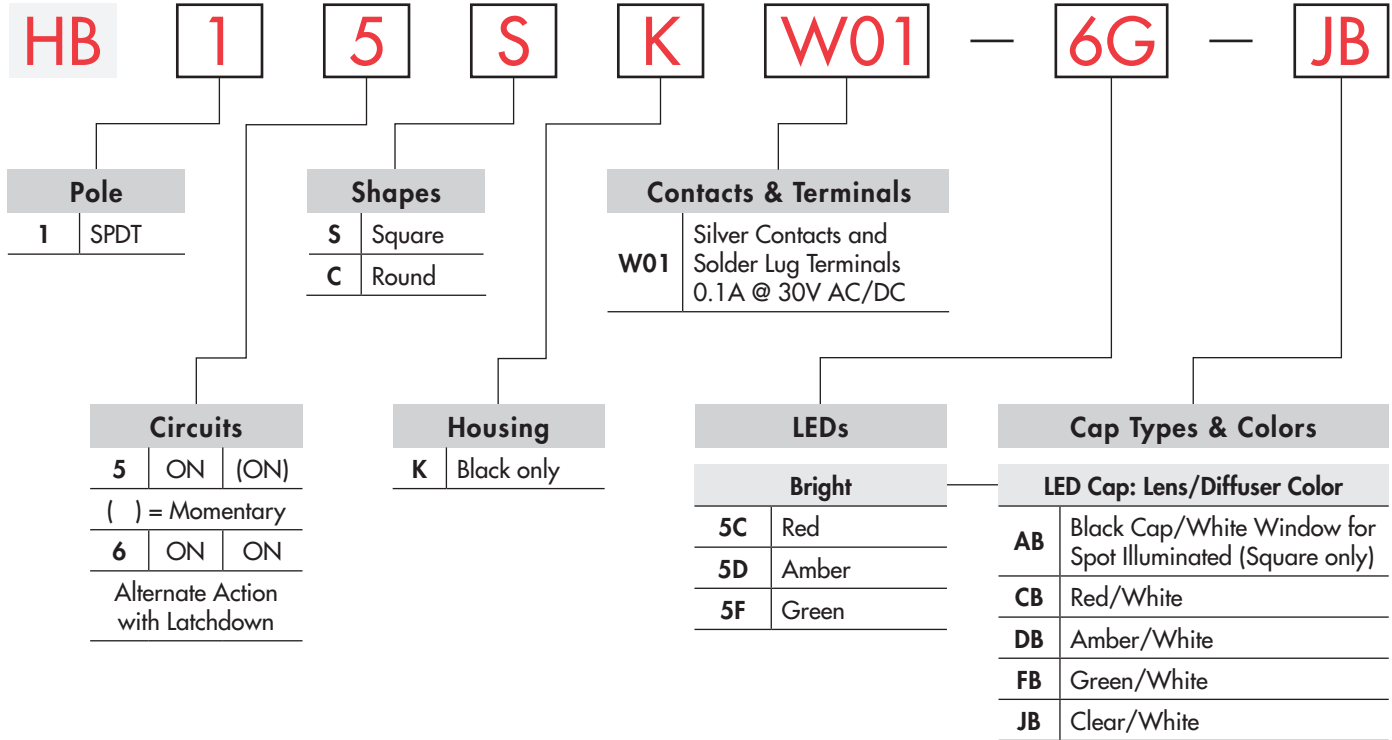 HB 1 5 S K W01 — 6G — JB
Pole
1 SPDT
Shapes
S Square
C Round
Contacts & Terminals
W01 Silver Contacts and
Solder Lug Terminals
0.1A @ 30V AC/DC
Circuits
5 ON (ON)
( ) = Momentary
6 ON ON
Alternate Action
with Latchdown
Housing
K Black only
LEDs
Bright
5C Red
5D Amber
5F Green
Cap Types & Colors
LED Cap: Lens/Diffuser Color
AB Black Cap/White Window for
Spot Illuminated (Square only)
CB Red/White
DB Amber/White
FB Green/White
JB Clear/White